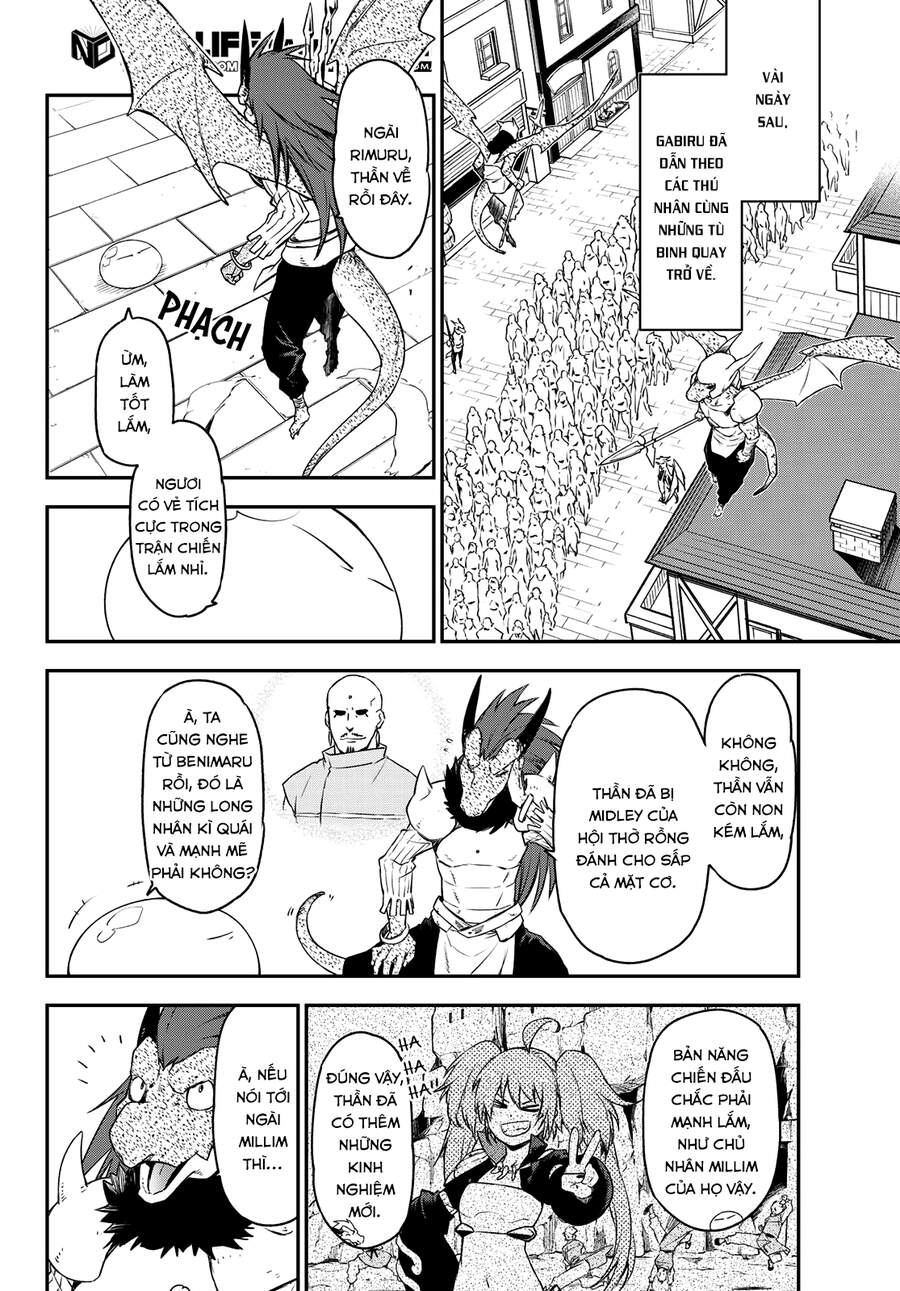 VÀI
NGÀY
SAU,
GABIRU ĐÃ
DẪN THEO
CÁC THÚ
NHÂN CÙNG
NHỮNG TÙ
BINH QUAY
TRỞ VỀ.
NGÀI
RIMURU,
THẦN VỀ
RỒI ĐÂY.
PHẠCH
ỪM,
LÀM
TỐT
LẮM,
NGƯƠI
CÓ VẺ TÍCH
CỰC TRONG
TRẬN CHIẾN
LẮM NHỈ.
KHÔNG
KHÔNG,
THẦN VẪN
CÒN NON
KÉM LẮM,
THẦN ĐÃ BỊ
MIDLEY CỦA
HỘI THỜ RỒNG
ĐÁNH CHO SẤP
CẢ MẶT CƠ.
À, TA
CŨNG NGHE
TỪ BENIMARU
RỒI, ĐÓ LÀ
NHỮNG LONG
NHÂN KÌ QUÁI
VÀ MẠNH MẼ
PHẢI KHÔNG?
BẢN NĂNG
CHIẾN ĐẤU
CHẮC PHẢI
MẠNH LẮM,
NHƯ CHỦ
NHÂN MILLIM
CỦA HỌ VẬY.
HA
HA
HA
ĐÚNG VẬY,
THẦN ĐÃ
CÓ THÊM
NHỮNG
KINH
NGHIỆM
MỚI.
À, NẾU
NÓI TỚI
NGÀI
MILLIM
THÌ...